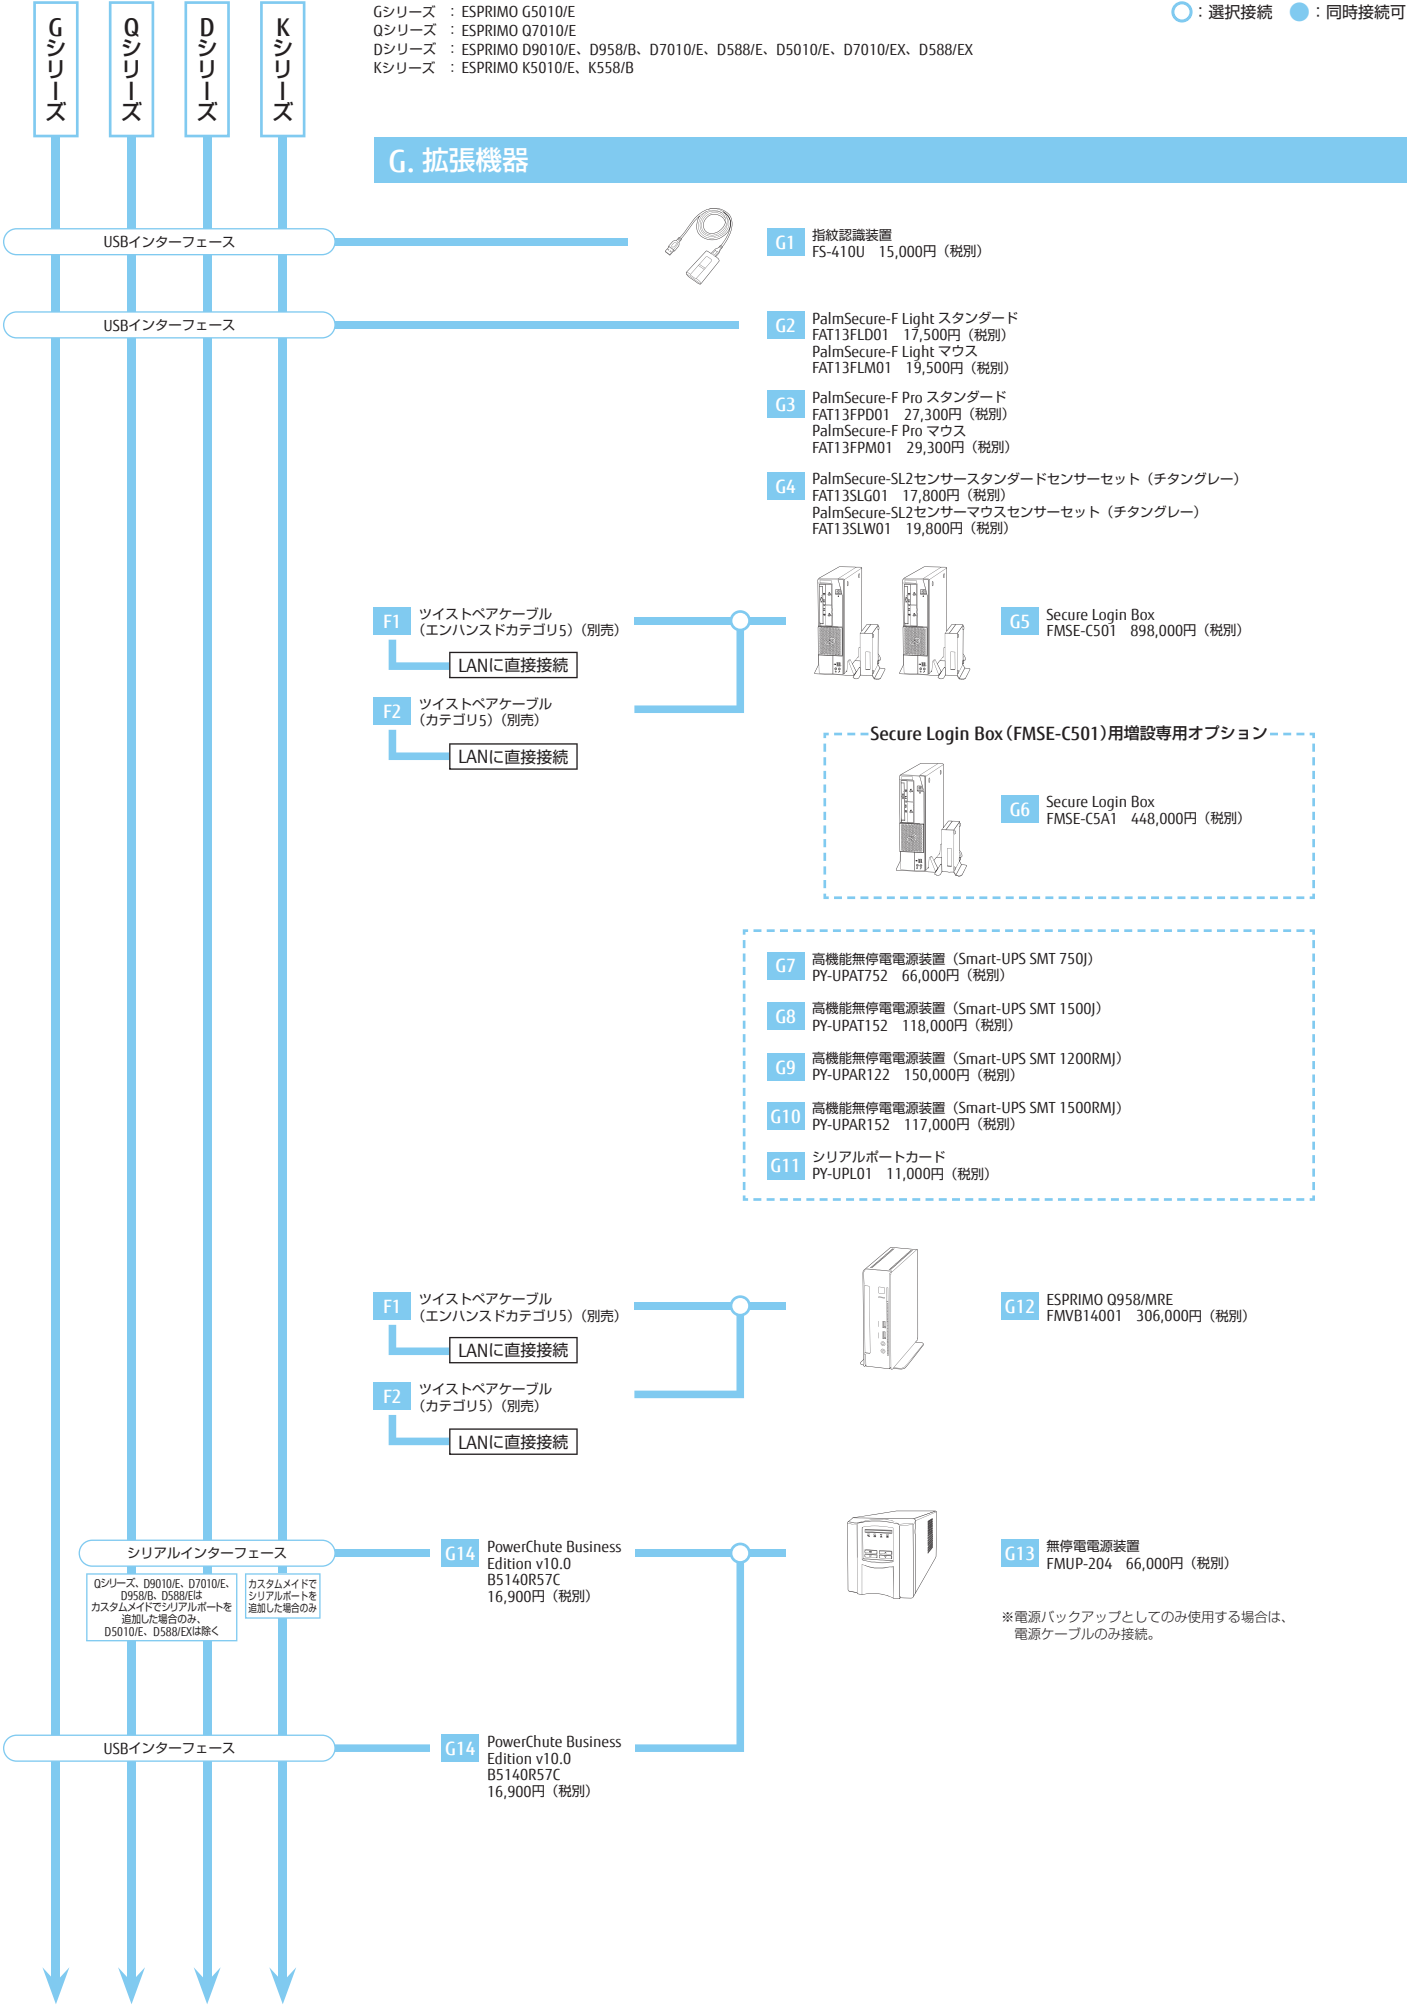 Gシリーズ
Qシリーズ
Dシリーズ
Kシリーズ
Gシリーズ ：ESPRIMO G5010/E
Qシリーズ ：ESPRIMO Q7010/E
Dシリーズ ：ESPRIMO D9010/E、D958/B、D7010/E、D588/E、D5010/E、D7010/EX、D588/EX
Kシリーズ ：ESPRIMO K5010/E、K558/B
：選択接続 ：同時接続可
G. 拡張機器
USBインターフェース
G1 指紋認識装置
FS-410U 15,000円（税別）
USBインターフェース
G2 PalmSecure-F Light スタンダード
FAT13FLD01 17,500円（税別）
PalmSecure-F Light マウス
FAT13FLM01 19,500円（税別）
G3 PalmSecure-F Pro スタンダード
FAT13FPD01 27,300円（税別）
PalmSecure-F Pro マウス
FAT13FPM01 29,300円（税別）
G4 PalmSecure-SL2センサースタンダードセンサーセット（チタングレー）
FAT13SLG01 17,800円（税別）
PalmSecure-SL2センサーマウスセンサーセット（チタングレー）
FAT13SLW01 19,800円（税別）
F1 ツイストペアケーブル
（エンハンスドカテゴリ5）（別売）
LANに直接接続
F2 ツイストペアケーブル
（カテゴリ5）（別売）
LANに直接接続
G5 Secure Login Box
FMSE-C501 898,000円（税別）
Secure Login Box（FMSE-C501）用増設専用オプション
G6 Secure Login Box
FMSE-C5A1 448,000円（税別）
G7 高機能無停電電源装置（Smart-UPS SMT 750J）
PY-UPAT752 66,000円（税別）
G8 高機能無停電電源装置（Smart-UPS SMT 1500J）
PY-UPAT152 118,000円（税別）
G9 高機能無停電電源装置（Smart-UPS SMT 1200RMJ）
PY-UPAR122 150,000円（税別）
G10 高機能無停電電源装置（Smart-UPS SMT 1500RMJ）
PY-UPAR152 117,000円（税別）
G11 シリアルポートカード
PY-UPL01 11,000円（税別）
F1 ツイストペアケーブル
（エンハンスドカテゴリ5）（別売）
LANに直接接続
F2 ツイストペアケーブル
（カテゴリ5）（別売）
LANに直接接続
G12 ESPRIMO Q958/MRE
FMVB14001 306,000円（税別）
シリアルインターフェース
Qシリーズ、D9010/E、D7010/E、
D958/B、D588/Eは
カスタムメイドでシリアルポートを
追加した場合のみ、
D5010/E、D588/EXは除く
カスタムメイドで
シリアルポートを
追加した場合のみ
G14 PowerChute Business
Edition v10.0
B5140R57C
16,900円（税別）
G13 無停電電源装置
FMUP-204 66,000円（税別）
※電源バックアップとしてのみ使用する場合は、
電源ケーブルのみ接続。
USBインターフェース
G14 PowerChute Business
Edition v10.0
B5140R57C
16,900円（税別）